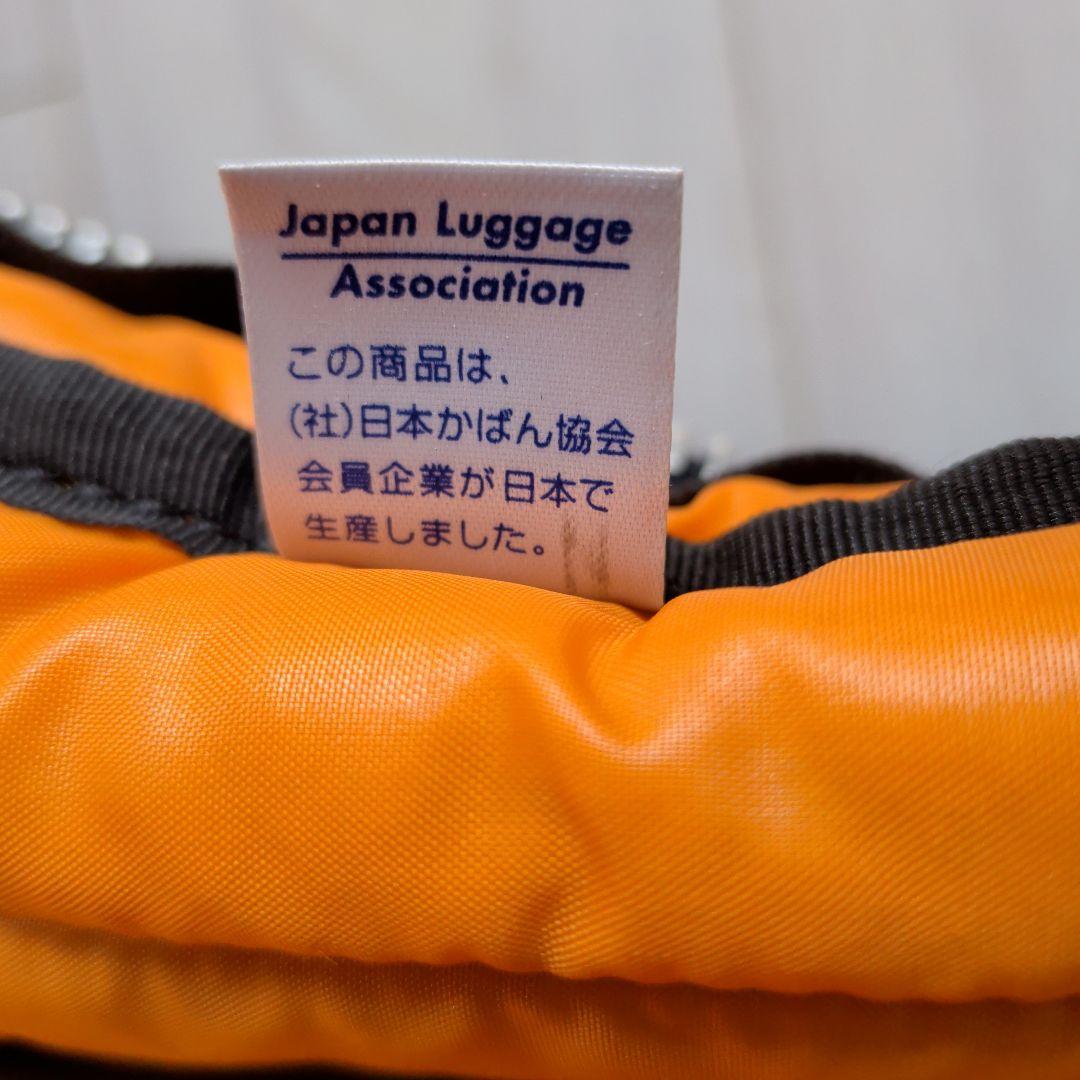 Japan Luggage
Association
この商品は、
(社)日本かばん協会
会員企業が日本で
生産しました。